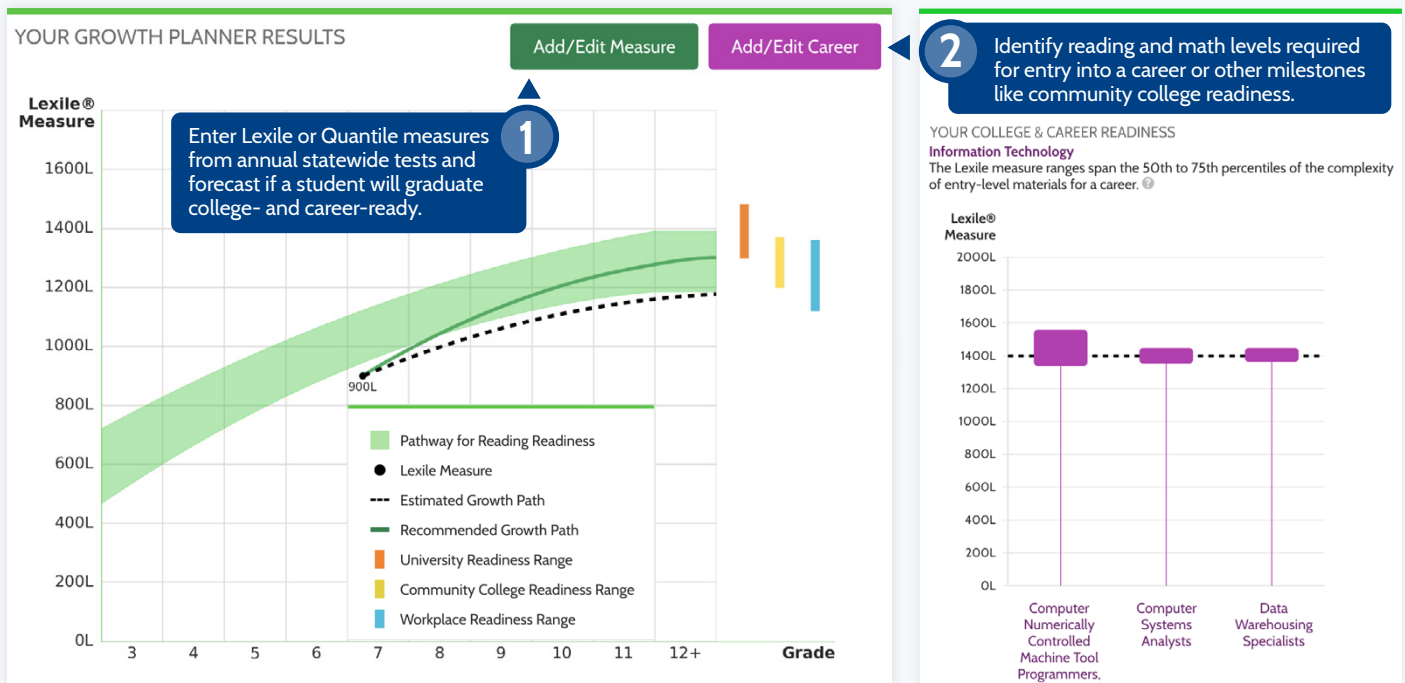 YOUR GROWTH PLANNER RESULTS
Add/Edit Measure
Add/Edit Career
Lexile®
Measure
1
Enter Lexile or Quantile measures
from annual statewide tests and
forecast if a student will graduate
college- and career-ready.
1600L
1400L
1200L
1000L
800L
600L
400L
200L
0L
900L
Pathway for Reading Readiness
Lexile Measure
Estimated Growth Path
Recommended Growth Path
University Readiness Range
Community College Readiness Range
Workplace Readiness Range
3
4
5
6
7
8
9
10
11
12+
Grade
2
Identify reading and math levels required
for entry into a career or other milestones
like community college readiness.
YOUR COLLEGE & CAREER READINESS
Information Technology
The Lexile measure ranges span the 50th to 75th percentiles of the complexity
of entry-level materials for a career. ?
Lexile®
Measure
2000L
1800L
1600L
1400L
1200L
1000L
800L
600L
400L
200L
0L
Computer
Numerically
Controlled
Machine Tool
Programmers,
Computer
Systems
Analysts
Data
Warehousing
Specialists